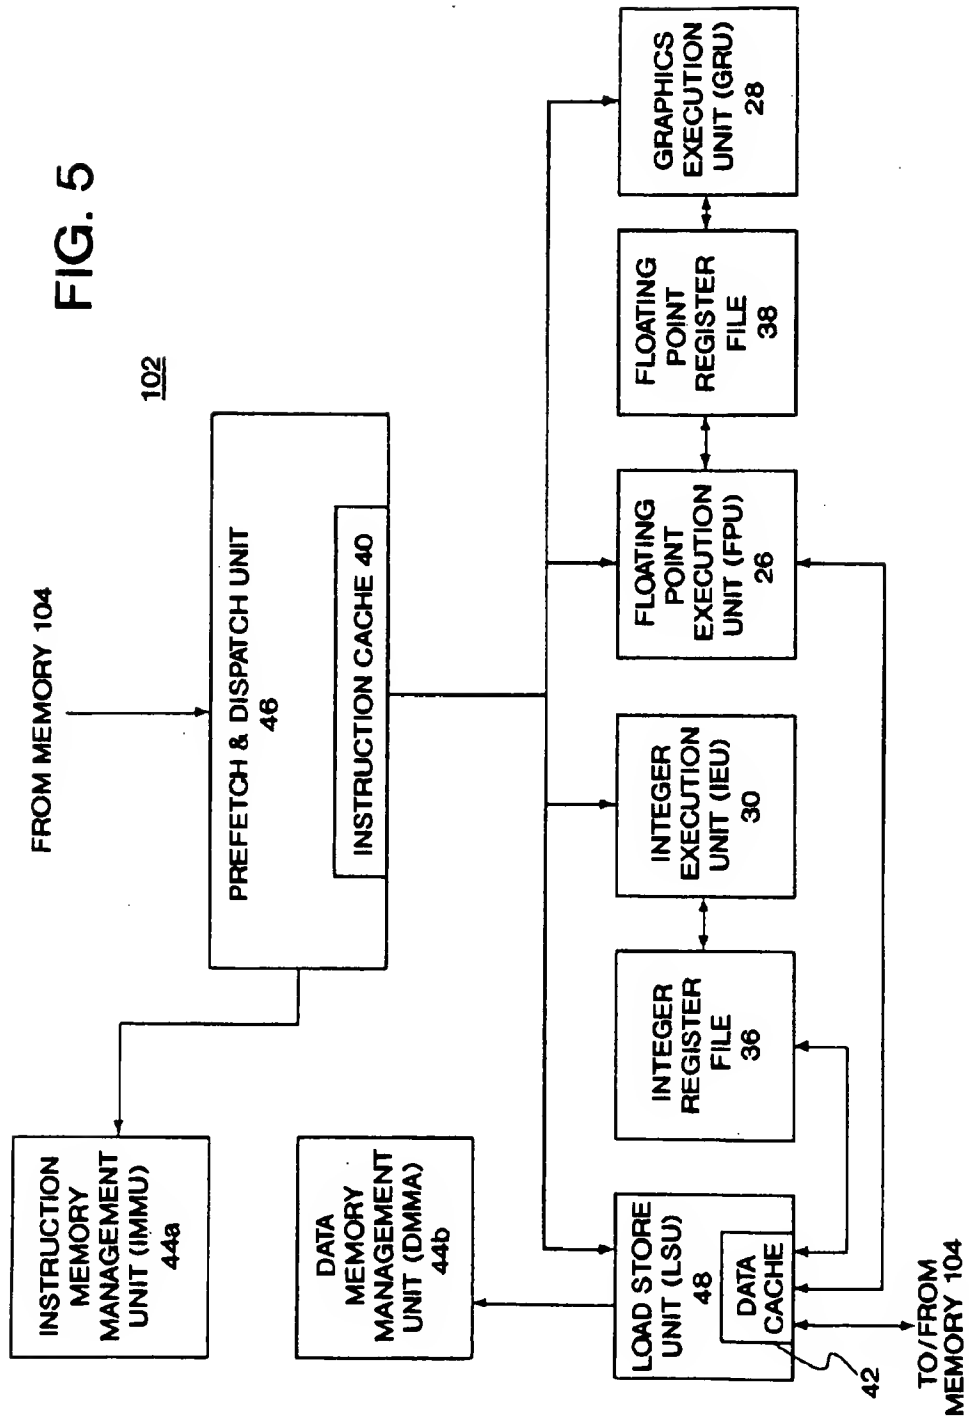 FIG. 5
102
FROM MEMORY 104
PREFETCH & DISPATCH UNIT
46
INSTRUCTION CACHE 40
INSTRUCTION
MEMORY
MANAGEMENT
UNIT (IMMU)
44a
DATA
MEMORY
MANAGEMENT
UNIT (DMMA)
44b
LOAD STORE
UNIT (LSU)
48
DATA
CACHE
42
TO/FROM
MEMORY 104
INTEGER
REGISTER
FILE
36
INTEGER
EXECUTION
UNIT (IEU)
30
FLOATING
POINT
EXECUTION
UNIT (FPU)
26
FLOATING
POINT
REGISTER
FILE
38
GRAPHICS
EXECUTION
UNIT (GRU)
28